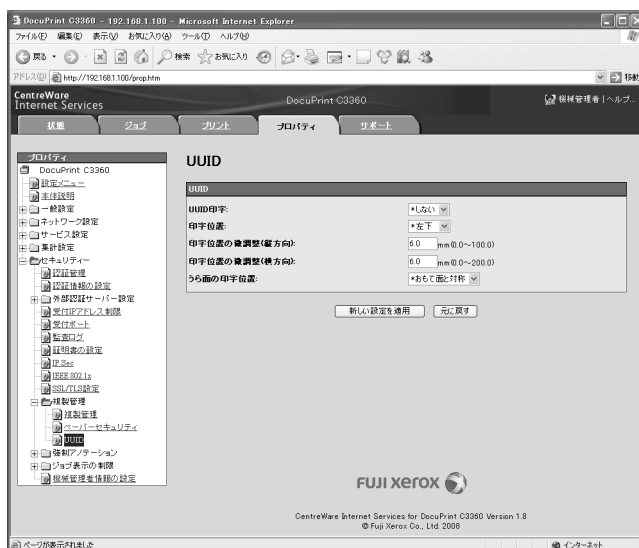 DocuPrint C3360 - 192.168.1.100 - Microsoft Internet Explorer
ファイル(F) 編集(E) 表示(V) お気に入り(A) ツール(T) ヘルプ(H)
戻る 検索 お気に入り
アドレス(D) http://192.168.1.100/prop.htm 移動
CentreWare
Internet Services
DocuPrint C3360
機械管理者 | ヘルプ...
状態 ジョブ プリント プロパティ サポート
プロパティ
DocuPrint C3360
設定メニュー
本体説明
一般設定
ネットワーク設定
サービス設定
集計設定
セキュリティー
認証管理
認証情報の設定
外部認証サーバー設定
受付IPアドレス制限
受付ポート
監査ログ
証明書の設定
IP Sec
IEEE 802.1x
SSL/TLS設定
複製管理
複製管理
ペーパーセキュリティ
UUID
強制アノテーション
ジョブ表示の制限
機械管理者情報の設定
UUID
UUID
UUID印字: *しない
印字位置: *左下
印字位置の微調整(縦方向): 6.0 mm (0.0～100.0)
印字位置の微調整(横方向): 6.0 mm (0.0～200.0)
うら面の印字位置: *おもて面と対称
新しい設定を適用 元に戻す
FUJI XEROX
CentreWare Internet Services for DocuPrint C3360 Version 1.8
© Fuji Xerox Co., Ltd. 2008
ページが表示されました
インターネット